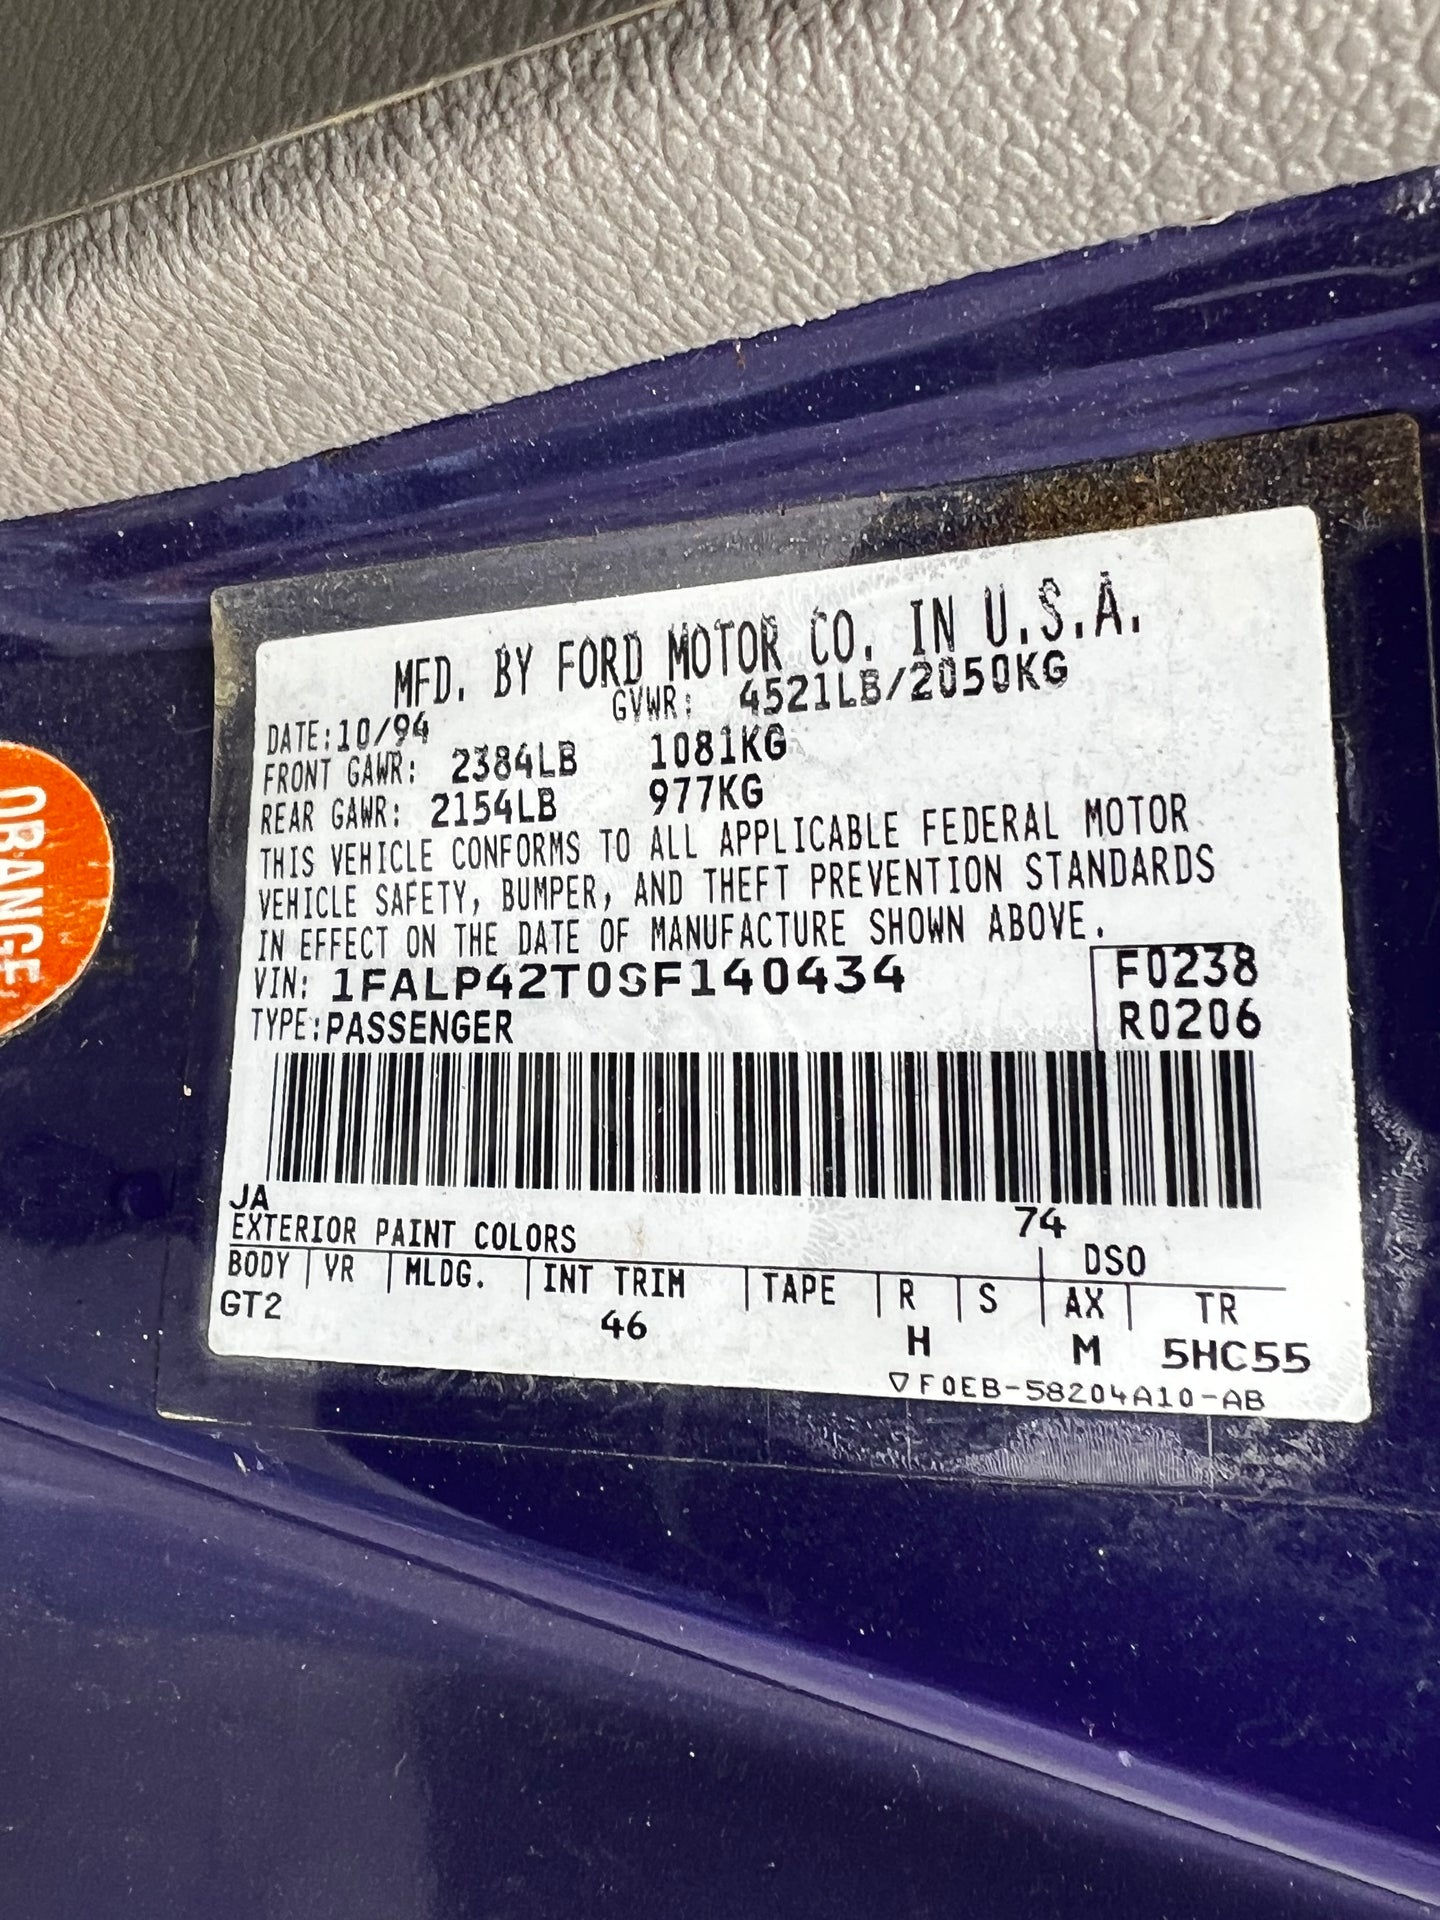 MFD. BY FORD MOTOR CO. IN U.S.A.
DATE:10/94 GVWR: 4521LB/2050KG
FRONT GAWR: 2384LB 1081KG
REAR GAWR: 2154LB 977KG
THIS VEHICLE CONFORMS TO ALL APPLICABLE FEDERAL MOTOR
VEHICLE SAFETY, BUMPER, AND THEFT PREVENTION STANDARDS
IN EFFECT ON THE DATE OF MANUFACTURE SHOWN ABOVE.
VIN: 1FALP42T0SF140434 F0238
TYPE:PASSENGER R0206
JA 74
EXTERIOR PAINT COLORS DSO
BODY VR MLDG. INT TRIM TAPE R S AX TR
GT2 46 H M 5HC55
▽F0EB-58204A10-AB
ORANGE